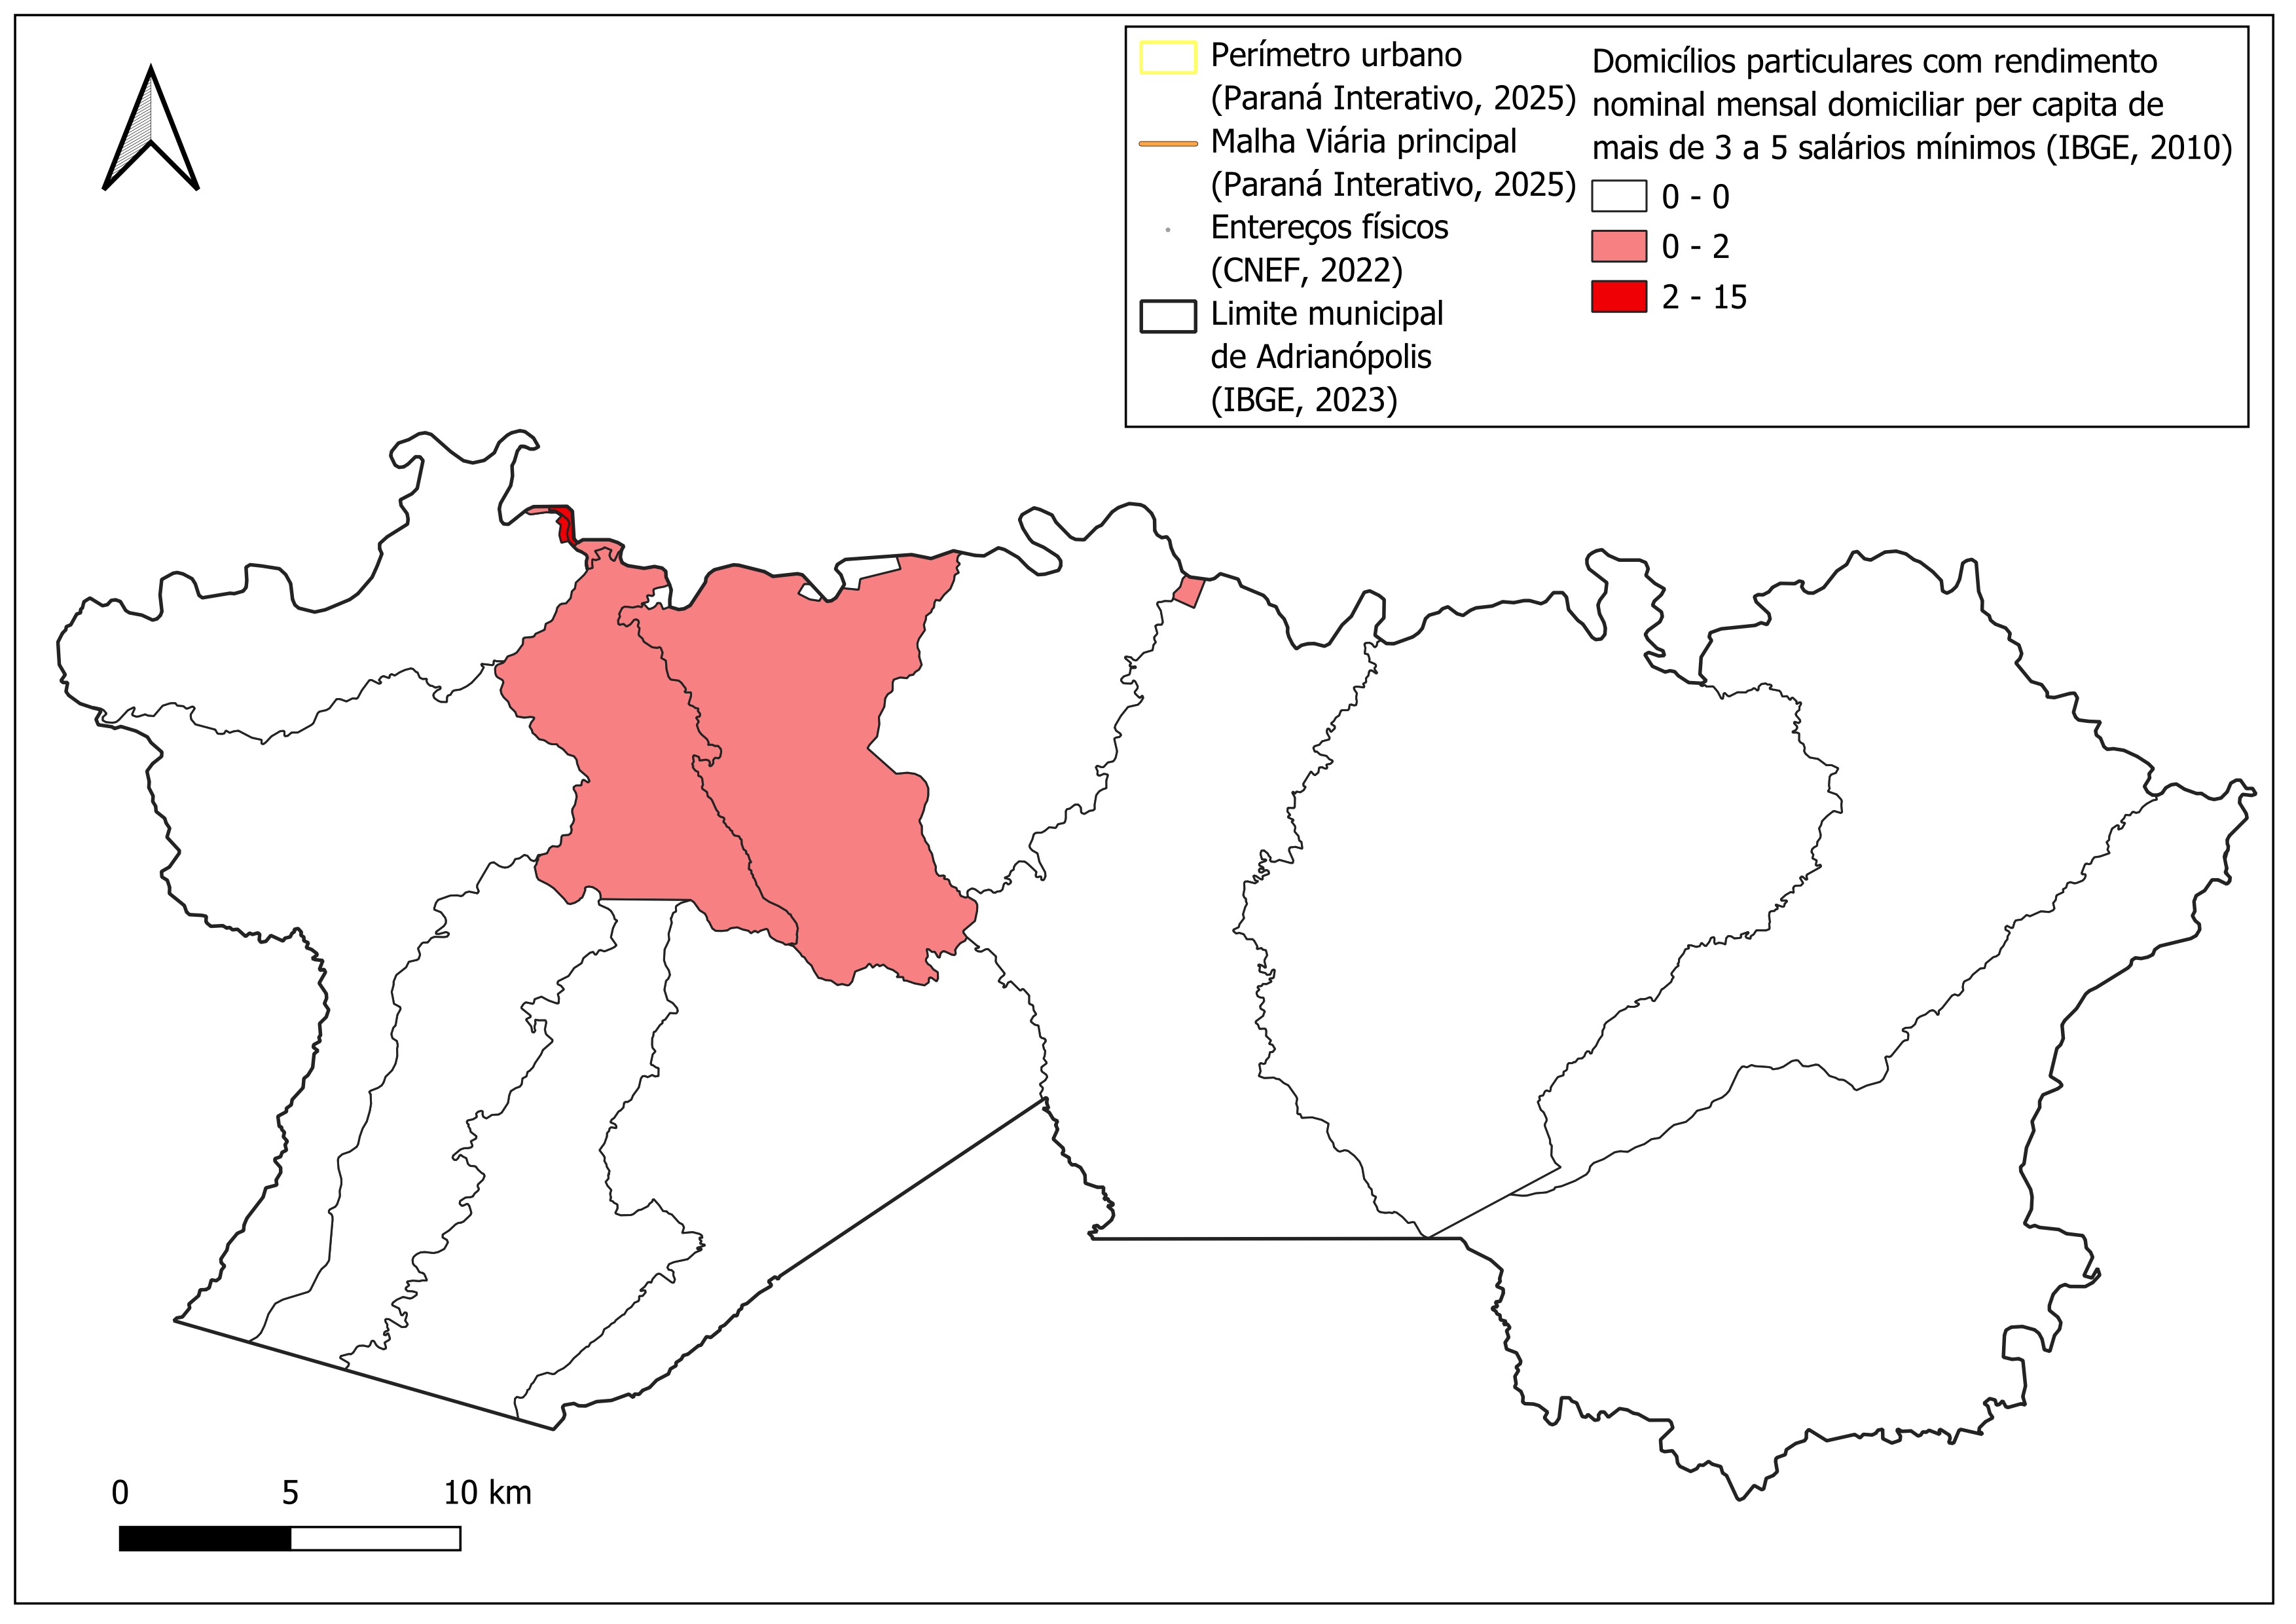 Perímetro urbano
(Paraná Interativo, 2025)
Malha Viária principal
(Paraná Interativo, 2025)
Entereços físicos
(CNEF, 2022)
Limite municipal
de Adrianópolis
(IBGE, 2023)
Domicílios particulares com rendimento
nominal mensal domiciliar per capita de
mais de 3 a 5 salários mínimos (IBGE, 2010)
0 - 0
0 - 2
2 - 15
0 5 10 km